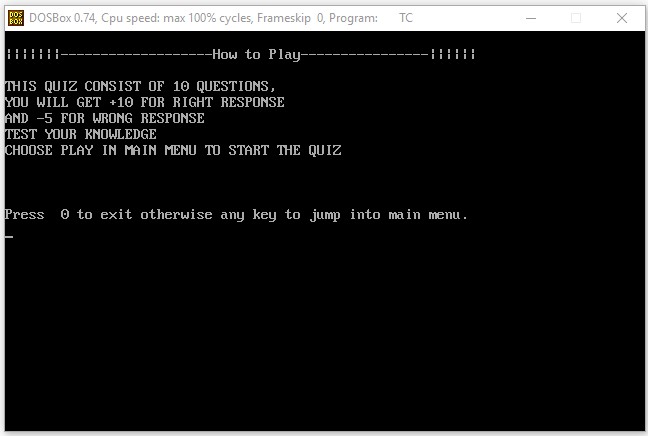 DOS BOX
DOSBox 0.74, Cpu speed: max 100% cycles, Frameskip 0, Program: TC
|||||||-------------------How to Play----------------||||||
THIS QUIZ CONSIST OF 10 QUESTIONS,
YOU WILL GET +10 FOR RIGHT RESPONSE
AND -5 FOR WRONG RESPONSE
TEST YOUR KNOWLEDGE
CHOOSE PLAY IN MAIN MENU TO START THE QUIZ
Press  0 to exit otherwise any key to jump into main menu.
_